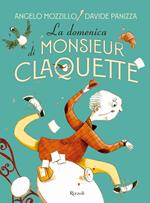 ANGELO MOZZILLO DAVIDE PANIZZA
La domenica
di MONSIEUR
CLAQUETTE
Rizzoli